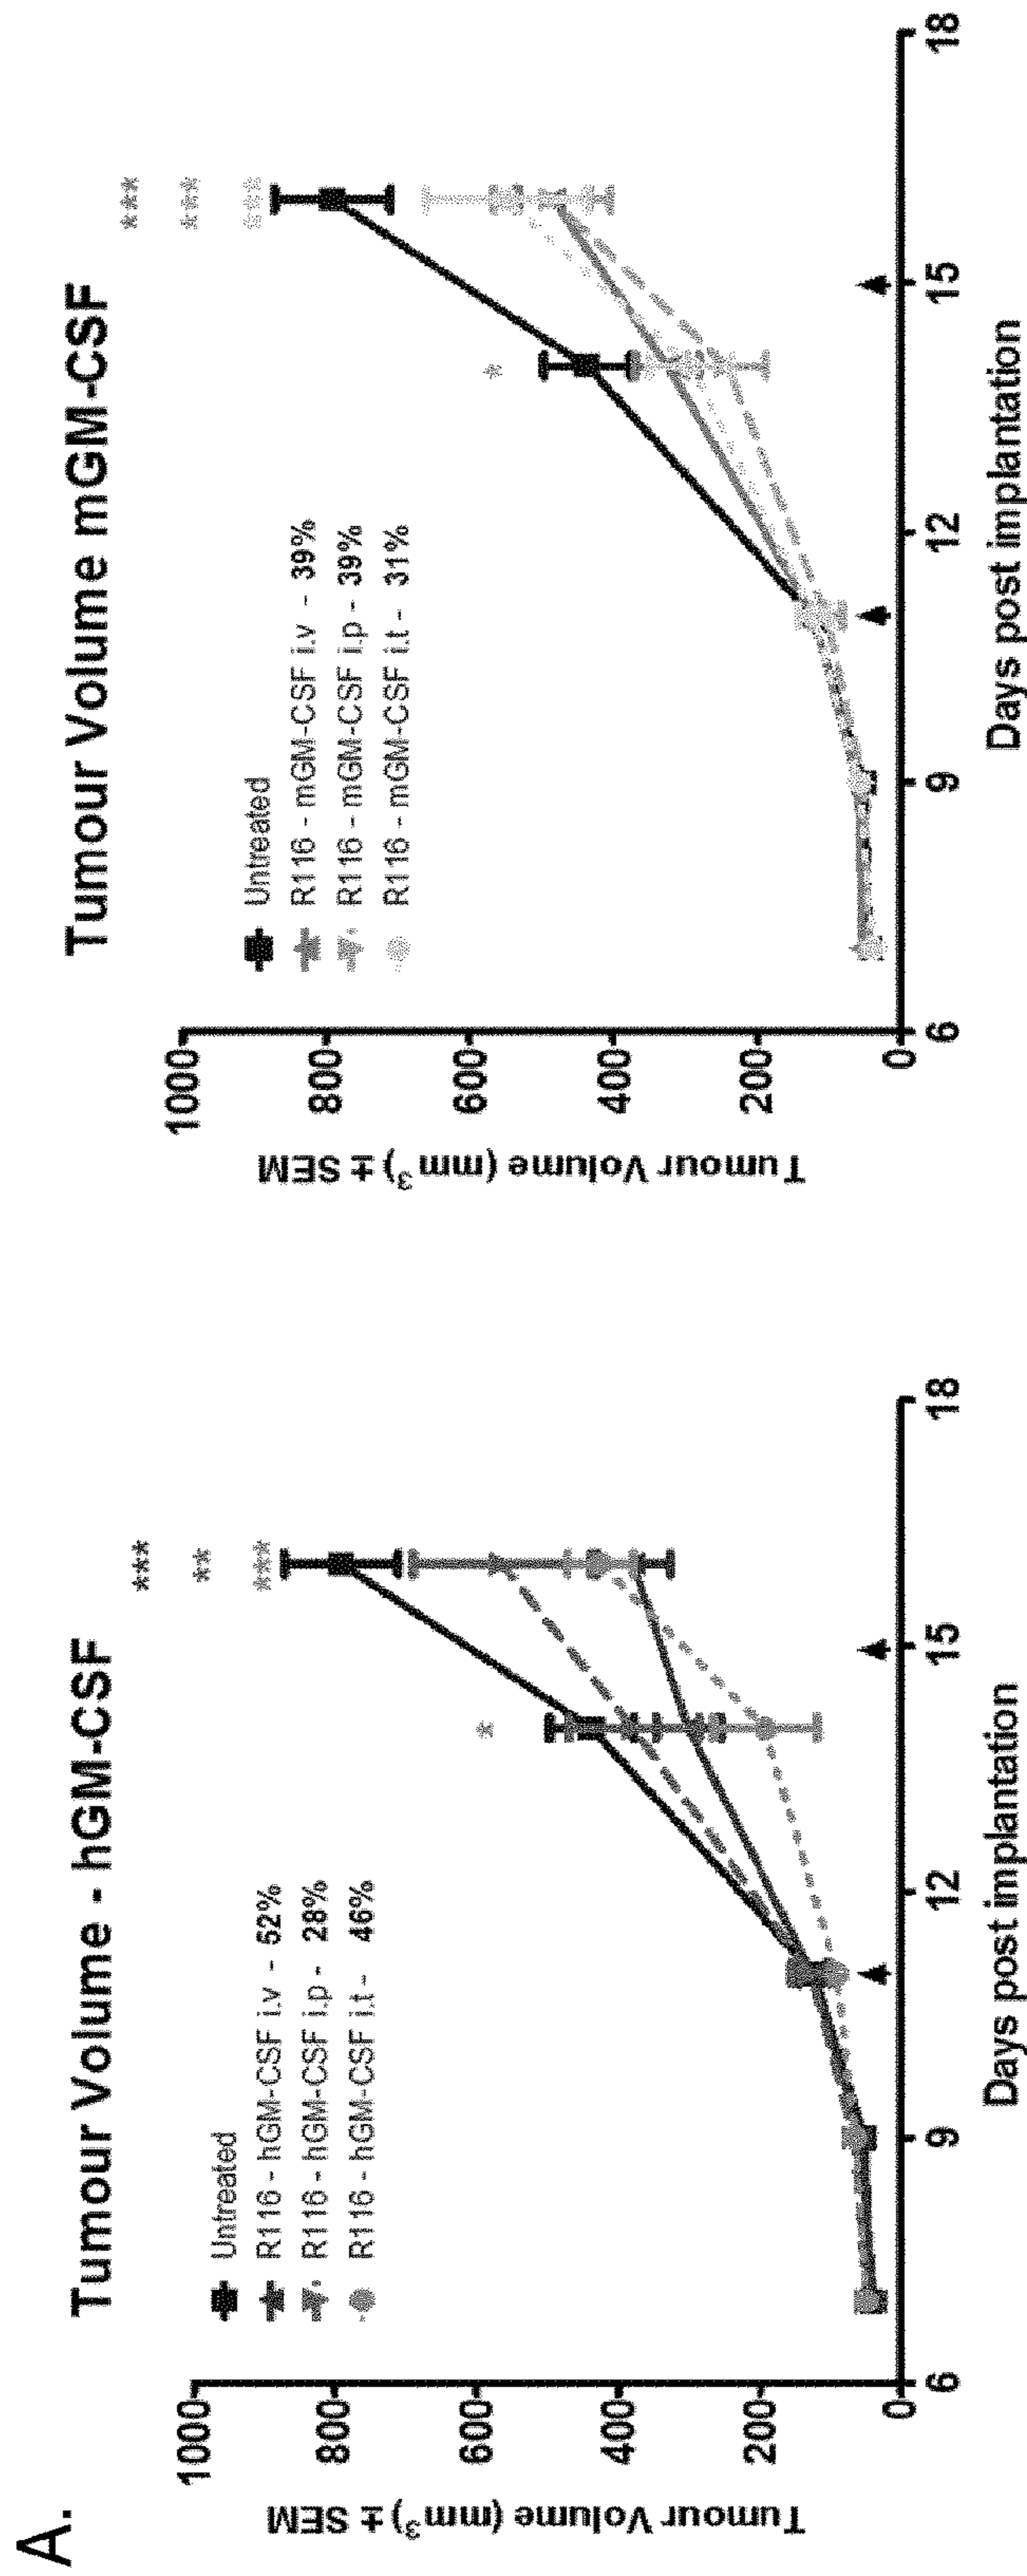 A.
Tumour Volume - hGM-CSF
Untreated
R116 - hGM-CSF i.v - 52%
R116 - hGM-CSF i.p - 28%
R116 - hGM-CSF i.t - 46%
***
**
***
*
1000
800
600
400
200
0
Tumour Volume (mm³) ± SEM
6 9 12 15 18
Days post implantation
Tumour Volume mGM-CSF
Untreated
R116 - mGM-CSF i.v - 39%
R116 - mGM-CSF i.p - 39%
R116 - mGM-CSF i.t - 31%
***
***
***
*
1000
800
600
400
200
0
Tumour Volume (mm³) ± SEM
6 9 12 15 18
Days post implantation